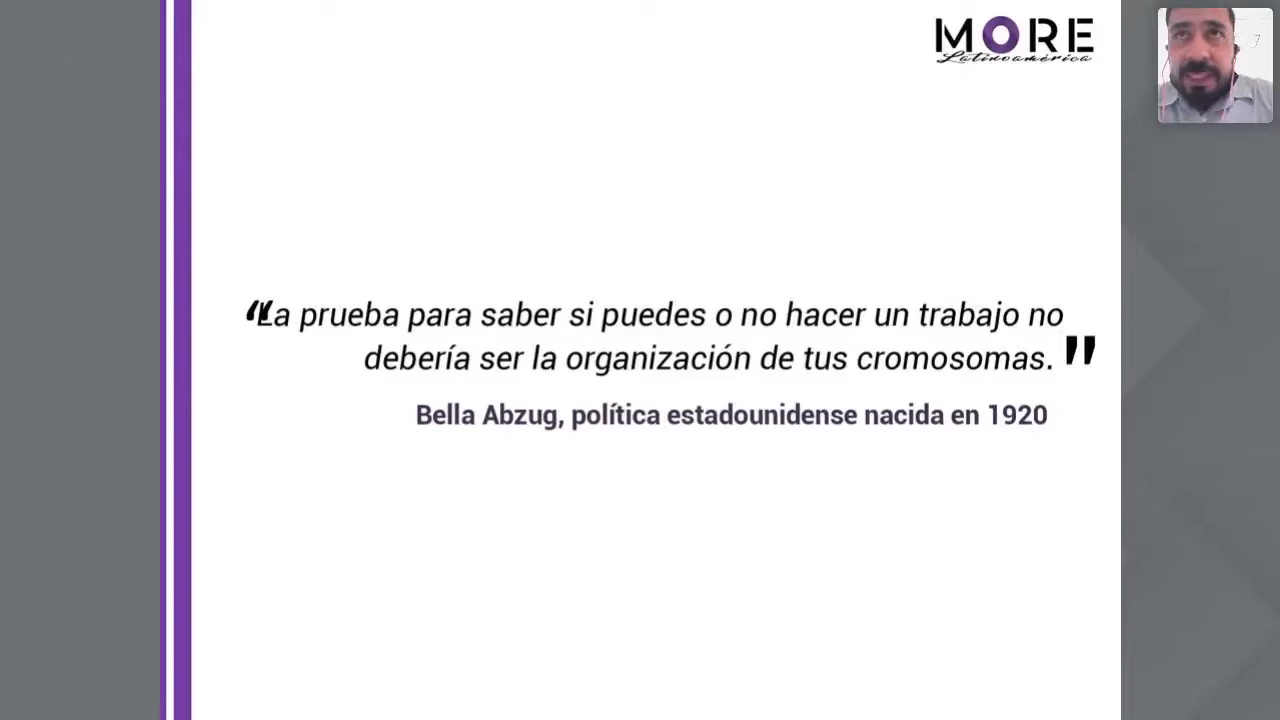 MORE
Latinoamérica
“La prueba para saber si puedes o no hacer un trabajo no
debería ser la organización de tus cromosomas. "
Bella Abzug, política estadounidense nacida en 1920